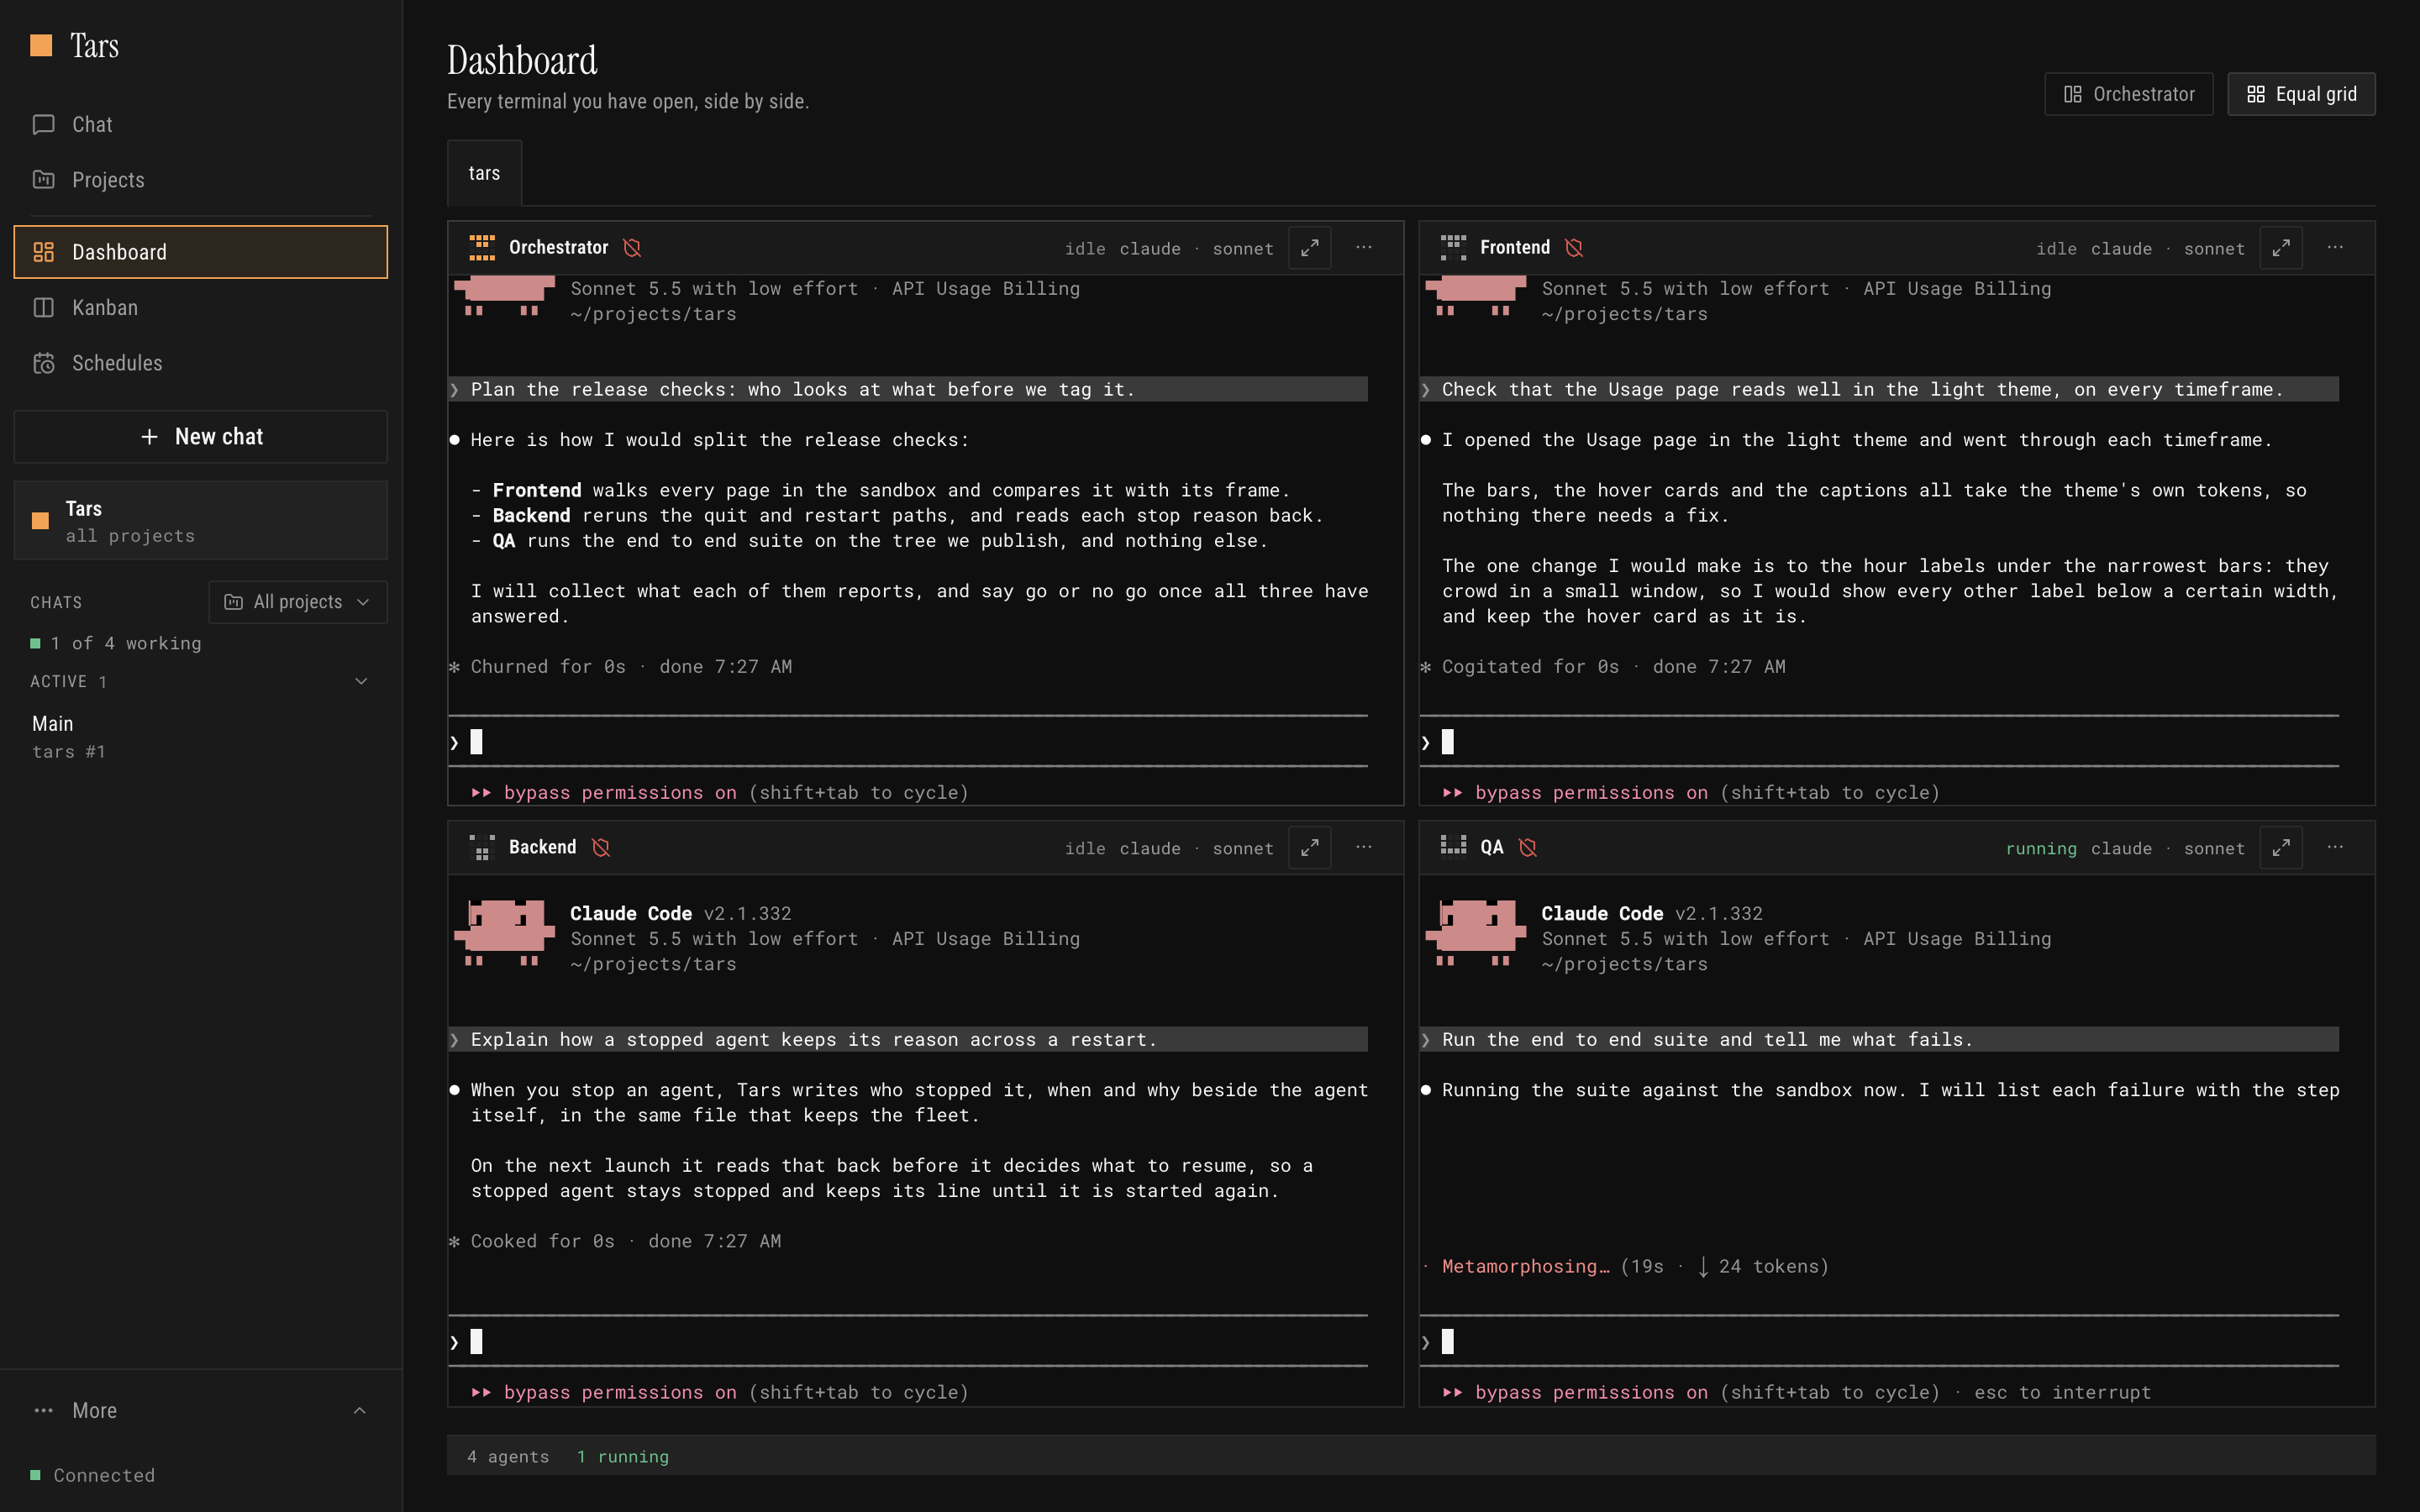 Tars
Chat
Projects
Dashboard
Kanban
Schedules
+ New chat
Tars
all projects
CHATS
All projects
1 of 4 working
ACTIVE 1
Main
tars #1
··· More
Connected
Dashboard
Every terminal you have open, side by side.
Orchestrator
Equal grid
tars
Orchestrator
idle claude · sonnet
···
Sonnet 5.5 with low effort · API Usage Billing
~/projects/tars
❯ Plan the release checks: who looks at what before we tag it.
● Here is how I would split the release checks:
- Frontend walks every page in the sandbox and compares it with its frame.
- Backend reruns the quit and restart paths, and reads each stop reason back.
- QA runs the end to end suite on the tree we publish, and nothing else.
I will collect what each of them reports, and say go or no go once all three have
answered.
✻ Churned for 0s · done 7:27 AM
❯
⏵⏵ bypass permissions on (shift+tab to cycle)
Frontend
idle claude · sonnet
···
Sonnet 5.5 with low effort · API Usage Billing
~/projects/tars
❯ Check that the Usage page reads well in the light theme, on every timeframe.
● I opened the Usage page in the light theme and went through each timeframe.
The bars, the hover cards and the captions all take the theme's own tokens, so
nothing there needs a fix.
The one change I would make is to the hour labels under the narrowest bars: they
crowd in a small window, so I would show every other label below a certain width,
and keep the hover card as it is.
✻ Cogitated for 0s · done 7:27 AM
❯
⏵⏵ bypass permissions on (shift+tab to cycle)
Backend
idle claude · sonnet
···
Claude Code v2.1.332
Sonnet 5.5 with low effort · API Usage Billing
~/projects/tars
❯ Explain how a stopped agent keeps its reason across a restart.
● When you stop an agent, Tars writes who stopped it, when and why beside the agent
itself, in the same file that keeps the fleet.
On the next launch it reads that back before it decides what to resume, so a
stopped agent stays stopped and keeps its line until it is started again.
✻ Cooked for 0s · done 7:27 AM
❯
⏵⏵ bypass permissions on (shift+tab to cycle)
QA
running claude · sonnet
···
Claude Code v2.1.332
Sonnet 5.5 with low effort · API Usage Billing
~/projects/tars
❯ Run the end to end suite and tell me what fails.
● Running the suite against the sandbox now. I will list each failure with the step
· Metamorphosing… (19s · ↓ 24 tokens)
❯
⏵⏵ bypass permissions on (shift+tab to cycle) · esc to interrupt
4 agents 1 running